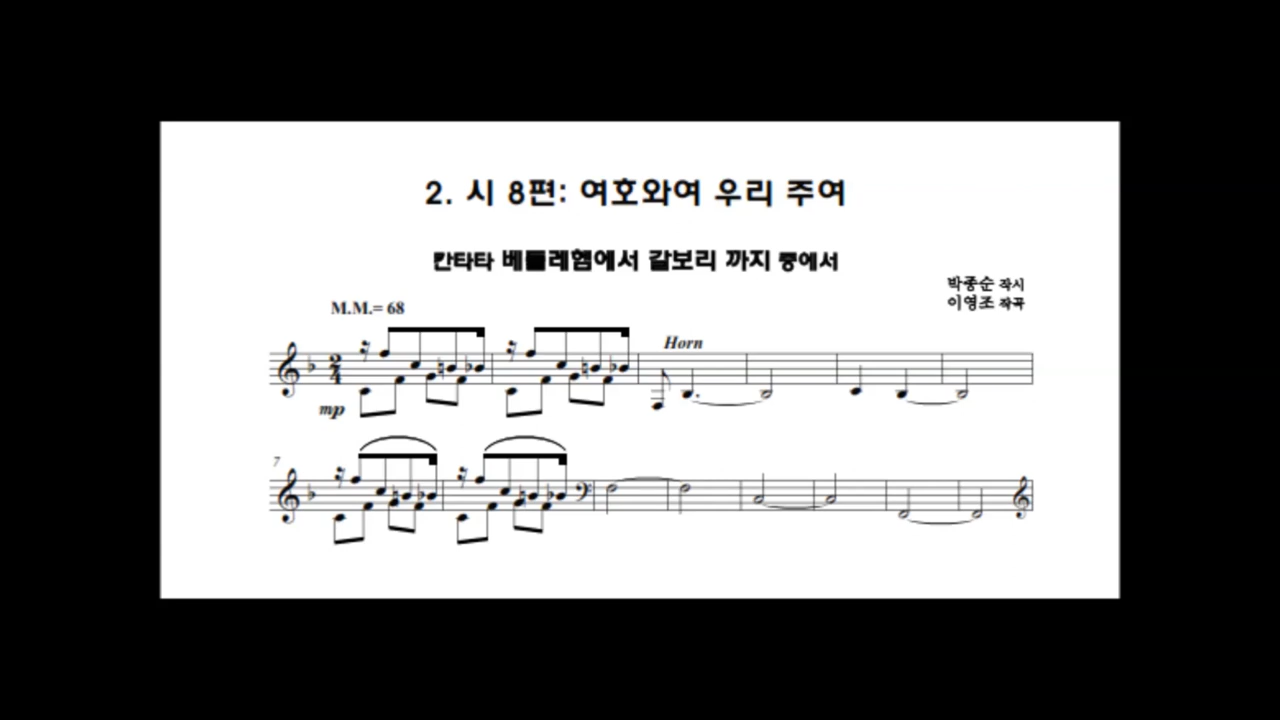 2. 시 8편: 여호와여 우리 주여
칸타타 베들레헴에서 갈보리 까지 중에서
박종순 작시
이영조 작곡
M.M.= 68
Horn
2
4
mp
7